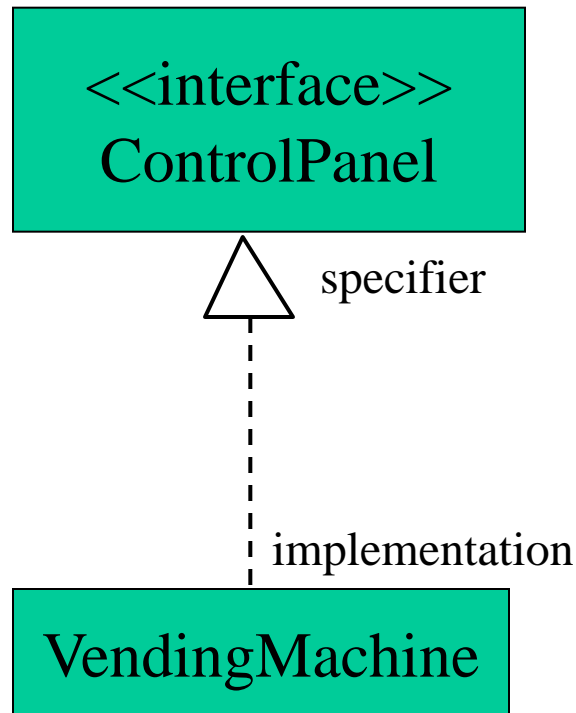 <<interface>>
ControlPanel
specifier
implementation
VendingMachine